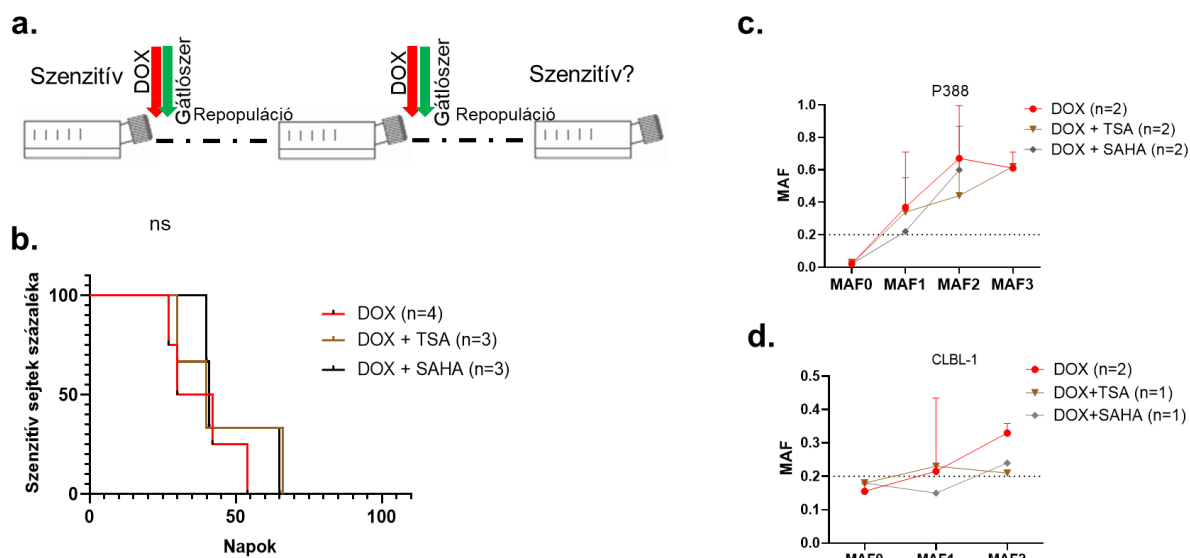 a.
Szenzitív
DOX
Gátlószer
Repopuláció
DOX
Gátlószer
Repopuláció
Szenzitív?
ns
b.
Szenzitív sejtek százaléka
100
50
0
0
50
100
Napok
DOX (n=4)
DOX + TSA (n=3)
DOX + SAHA (n=3)
c.
P388
MAF
1.0
0.8
0.6
0.4
0.2
0.0
MAF0
MAF1
MAF2
MAF3
DOX (n=2)
DOX + TSA (n=2)
DOX + SAHA (n=2)
d.
CLBL-1
MAF
0.5
0.4
0.3
0.2
0.1
0.0
MAF0
MAF1
MAF2
DOX (n=2)
DOX+TSA (n=1)
DOX+SAHA (n=1)